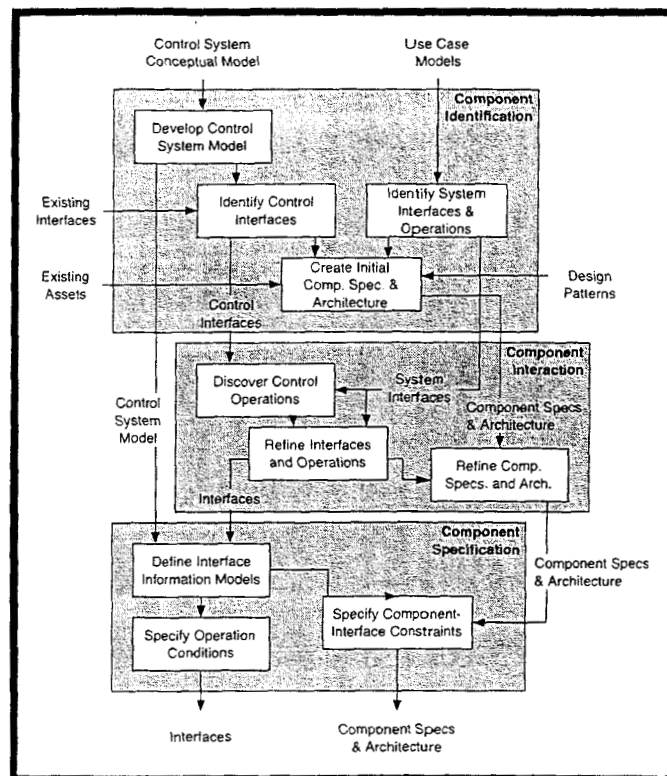 Control System
Conceptual Model
Use Case
Models
Component
Identification
Develop Control
System Model
Existing
Interfaces
Identify Control
Interfaces
Identify System
Interfaces &
Operations
Existing
Assets
Create Initial
Comp. Spec. &
Architecture
Design
Patterns
Control
Interfaces
Component
Interaction
Discover Control
Operations
System
Interfaces
Control
System
Model
Component Specs
& Architecture
Refine Interfaces
and Operations
Refine Comp.
Specs. and Arch.
Interfaces
Component
Specification
Define Interface
Information Models
Component Specs
& Architecture
Specify Component-
Interface Constraints
Specify Operation
Conditions
Interfaces
Component Specs
& Architecture